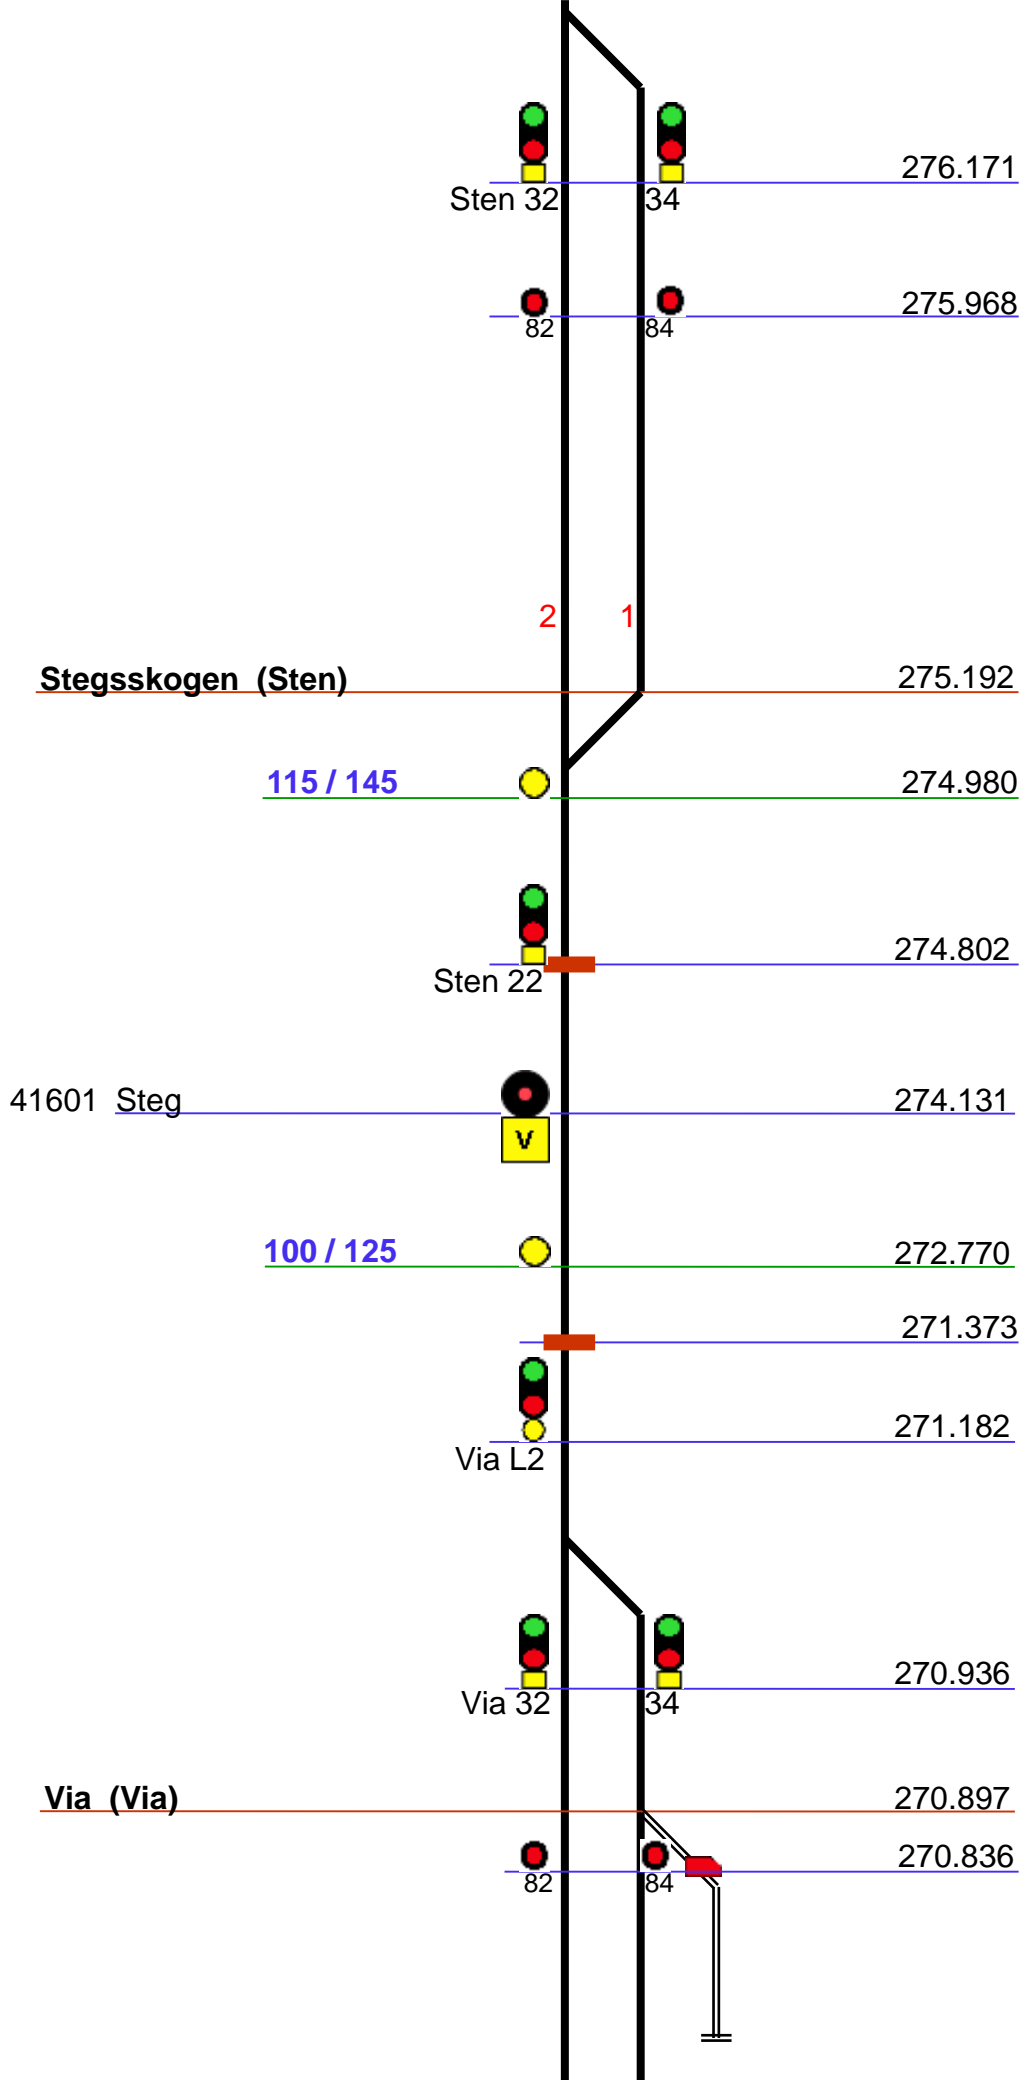 276.171
Sten 32 34
275.968
82 84
2 1
Stegsskogen (Sten) 275.192
115 / 145 274.980
274.802
Sten 22
41601 Steg 274.131
V
100 / 125 272.770
271.373
271.182
Via L2
270.936
Via 32 34
Via (Via) 270.897
270.836
82 84